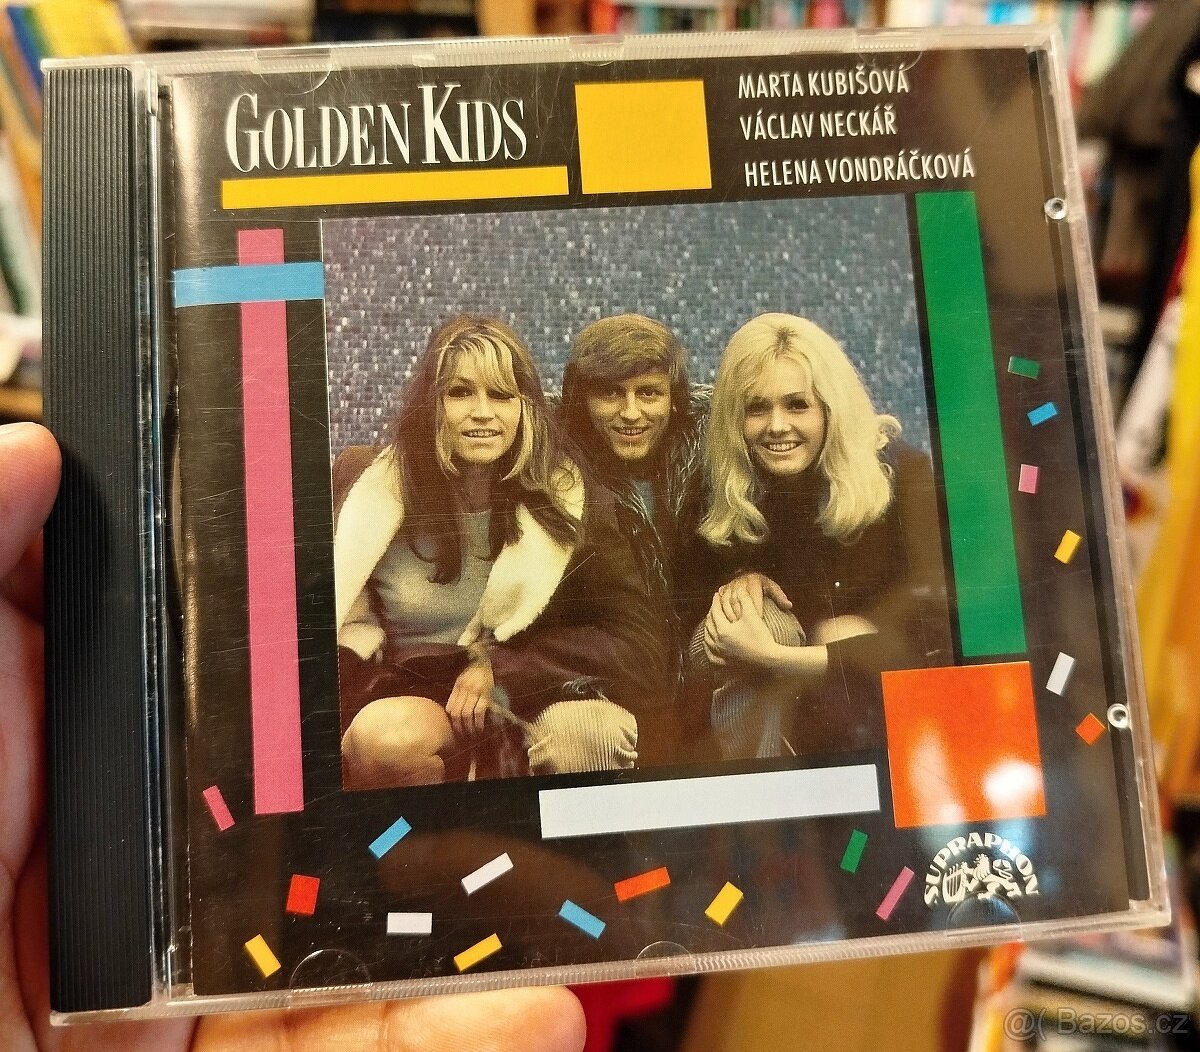 GOLDEN KIDS
MARTA KUBIŠOVÁ
VÁCLAV NECKÁŘ
HELENA VONDRÁČKOVÁ
SUPRAPHON
@( Bazos.cz